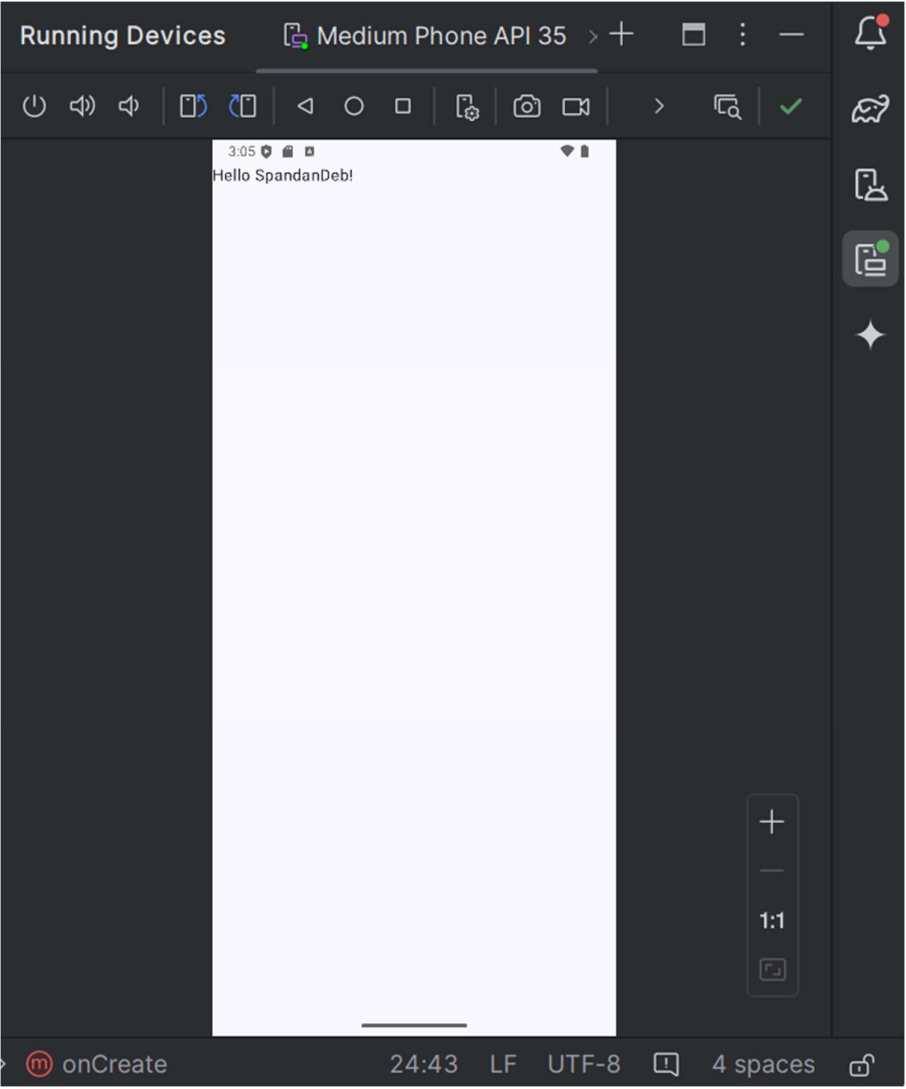 Running Devices Medium Phone API 35
3:05
Hello SpandanDeb!
1:1
onCreate 24:43 LF UTF-8 4 spaces